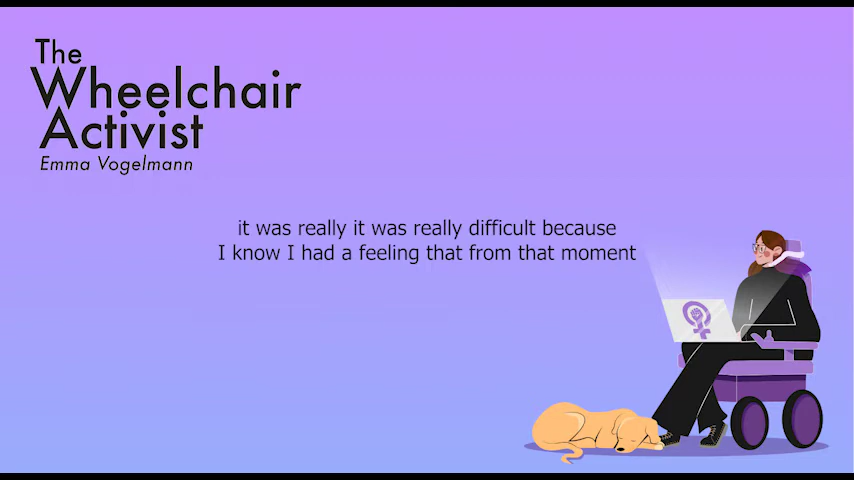 The
Wheelchair
Activist
Emma Vogelmann
it was really it was really difficult because
I know I had a feeling that from that moment